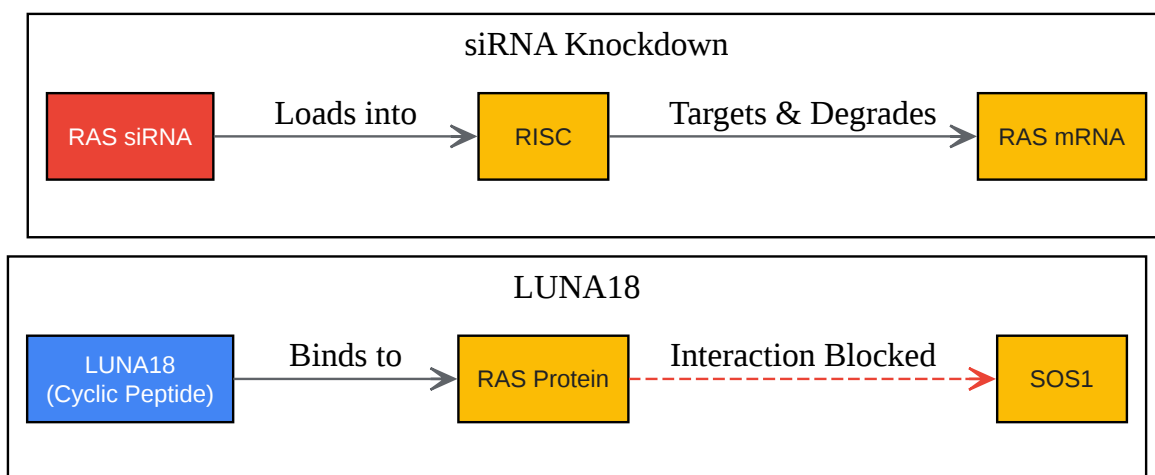 siRNA Knockdown
RAS siRNA
Loads into
RISC
Targets & Degrades
RAS mRNA
LUNA18
LUNA18
(Cyclic Peptide)
Binds to
RAS Protein
Interaction Blocked
SOS1